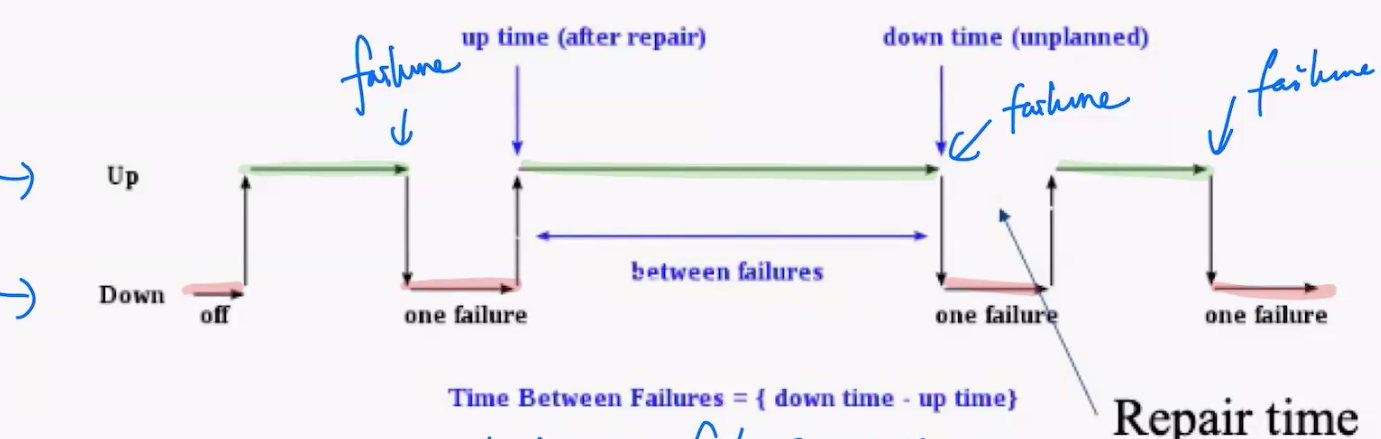 up time (after repair)
down time (unplanned)
failure
failure
failure
Up
between failures
Down
off
one failure
one failure
one failure
Time Between Failures = { down time - up time}
Repair time